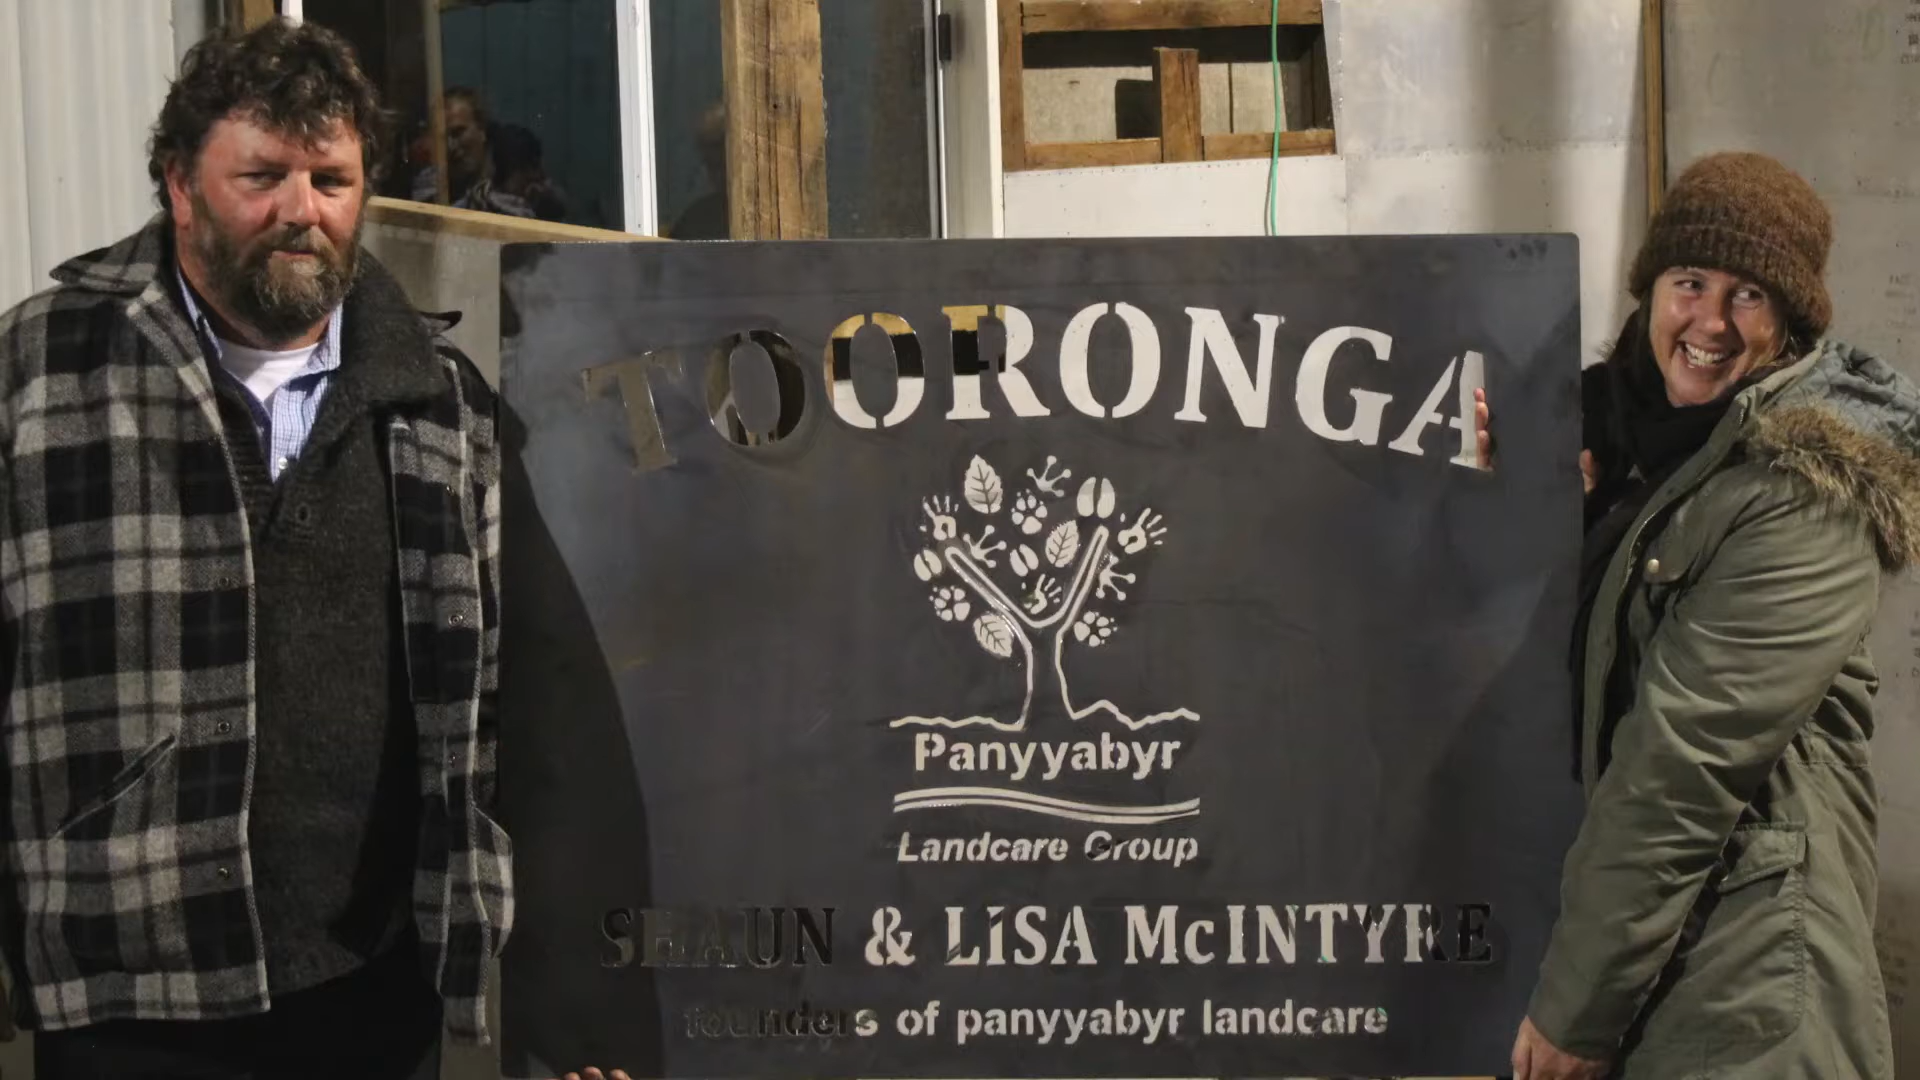 TOORONGA
Panyyabyr
Landcare Group
SHAUN & LISA McINTYRE
founders of panyyabyr landcare